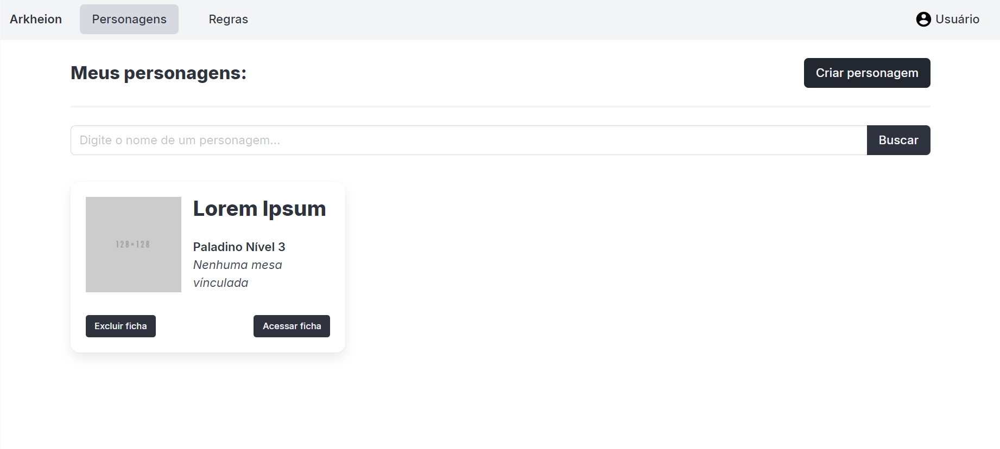 Arkheion Personagens Regras Usuário
Meus personagens: Criar personagem
Digite o nome de um personagem... Buscar
128×128
Lorem Ipsum
Paladino Nível 3
Nenhuma mesa
vínculada
Excluir ficha Acessar ficha